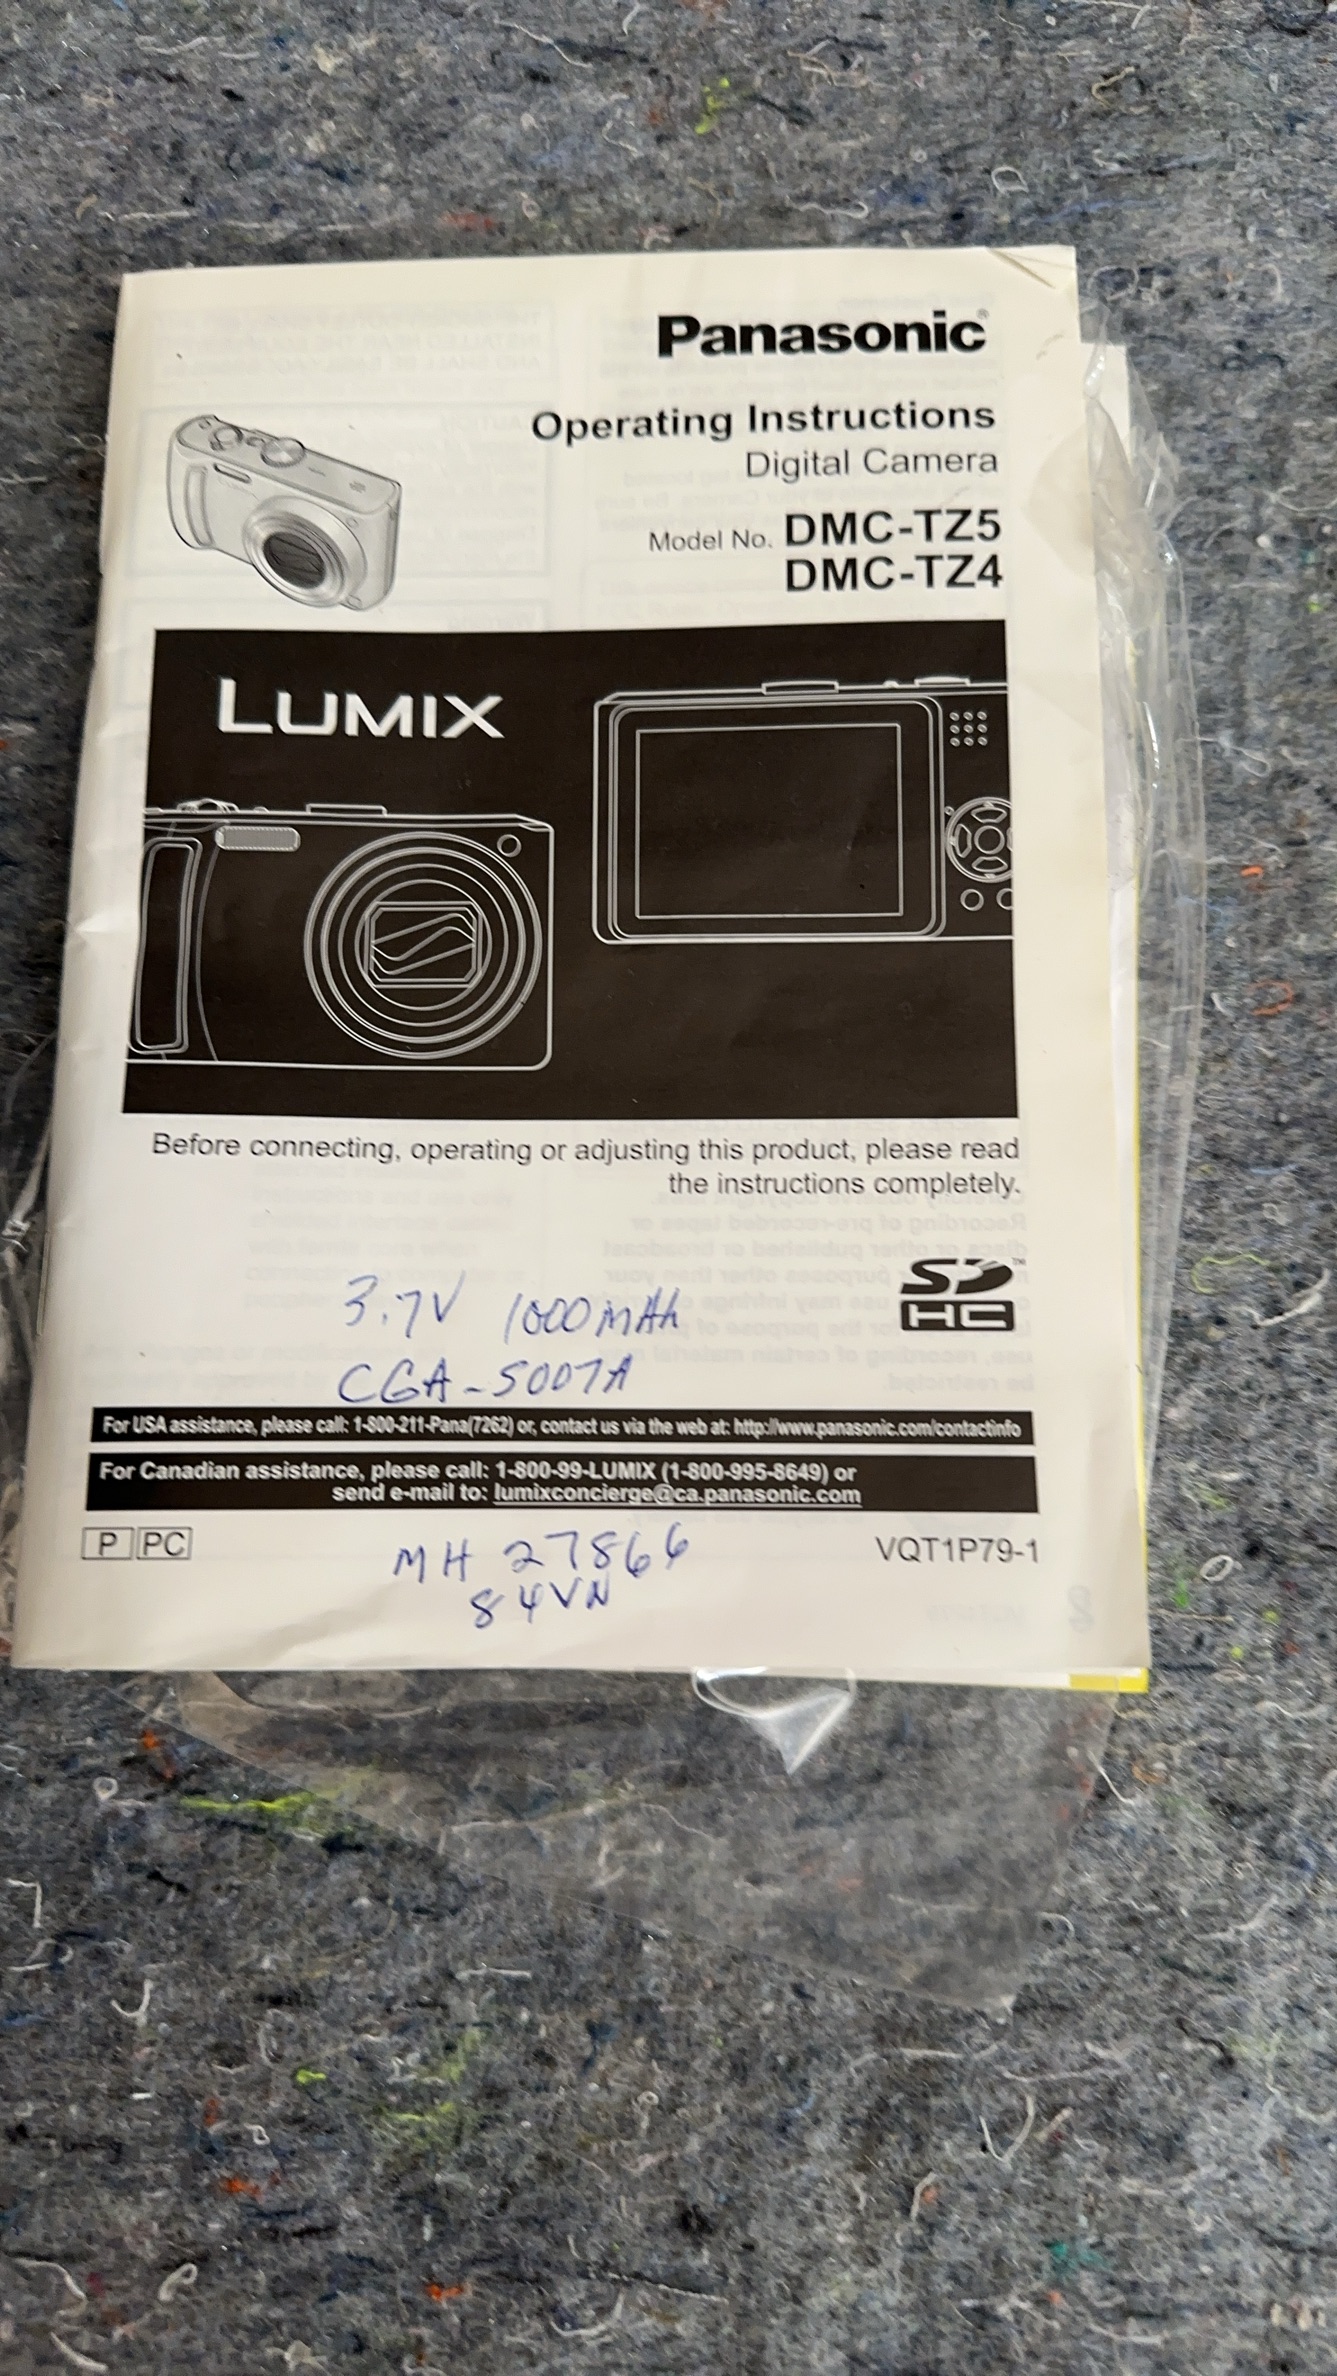 Panasonic®
Operating Instructions
Digital Camera
Model No. DMC-TZ5
DMC-TZ4
LUMIX
Before connecting, operating or adjusting this product, please read
the instructions completely.
SD™
HC
3.7V 1000mAh
CGA-S007A
For USA assistance, please call: 1-800-211-Pana(7262) or, contact us via the web at: http://www.panasonic.com/contactinfo
For Canadian assistance, please call: 1-800-99-LUMIX (1-800-995-8649) or
send e-mail to: lumixconcierge@ca.panasonic.com
P PC
VQT1P79-1
MH 27866
84VN